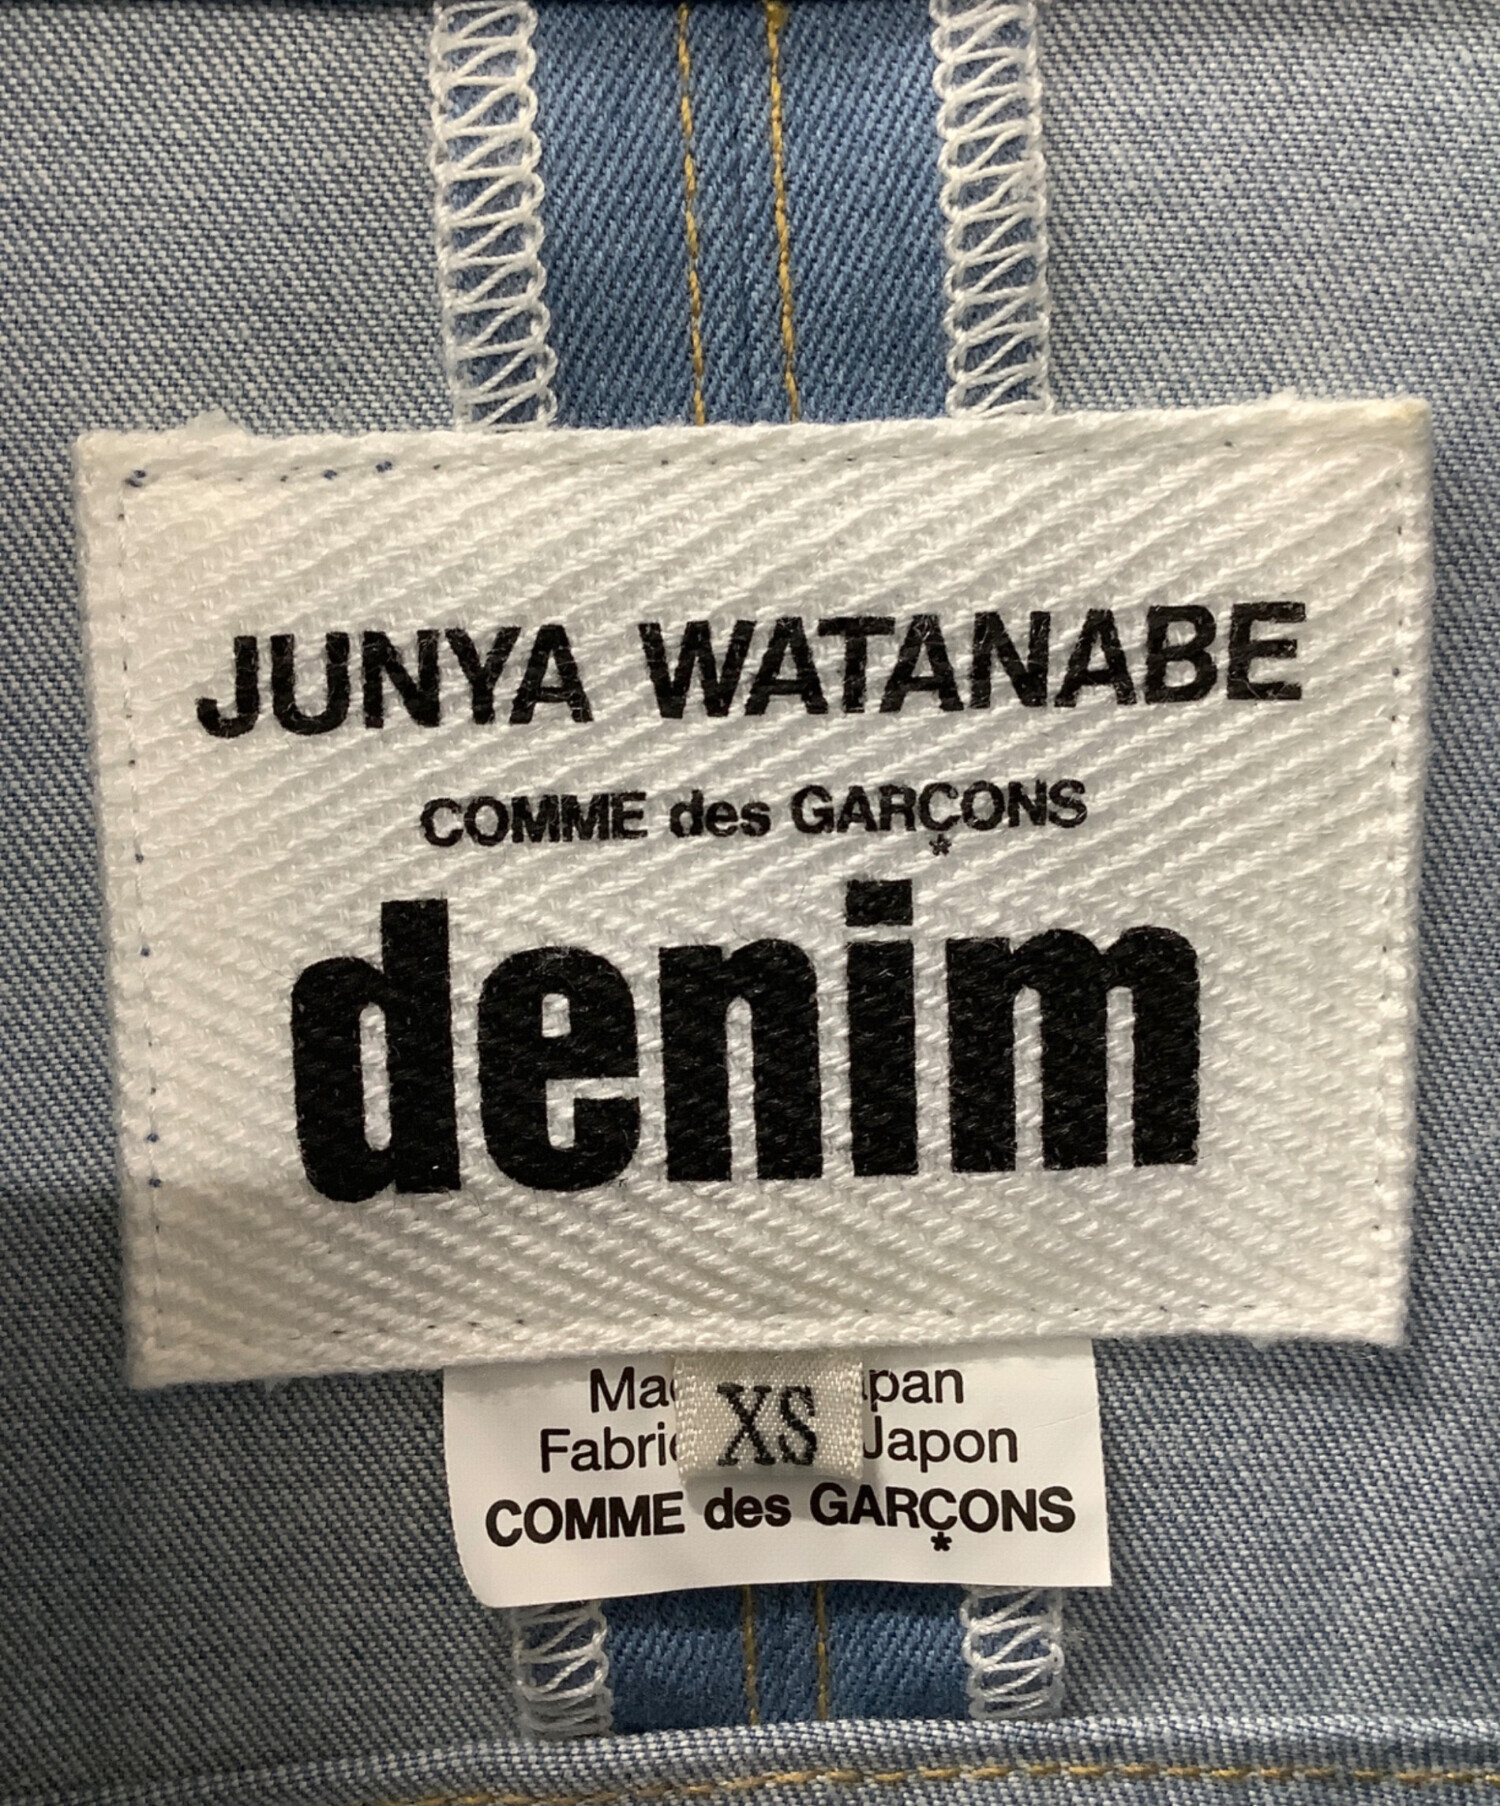 JUNYA WATANABE
COMME des GARÇONS
denim
XS
Japon
COMME des GARÇONS